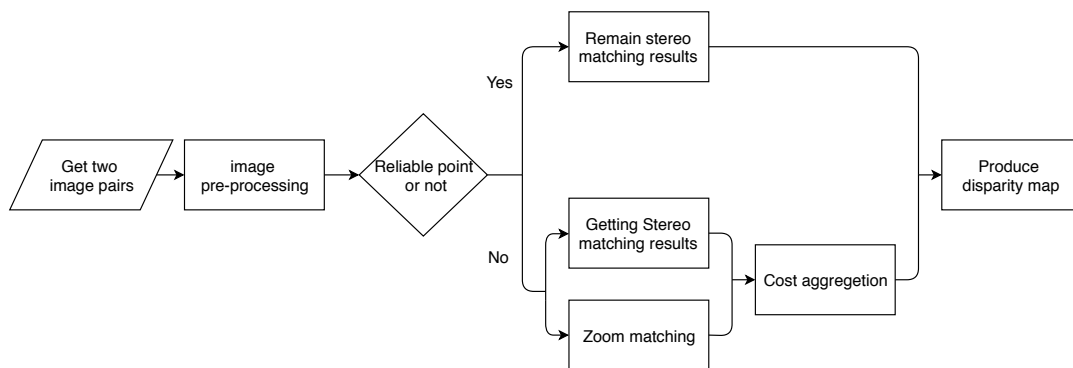 Get two
image pairs
image
pre-processing
Reliable point
or not
Yes
No
Remain stereo
matching results
Getting Stereo
matching results
Zoom matching
Cost aggregetion
Produce
disparity map